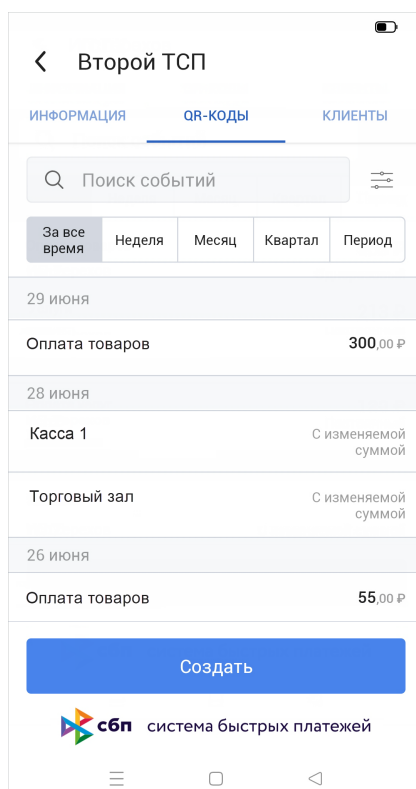 Второй ТСП
ИНФОРМАЦИЯ QR-КОДЫ КЛИЕНТЫ
Поиск событий
За все время Неделя Месяц Квартал Период
29 июня
Оплата товаров 300,00 ₽
28 июня
Касса 1 С изменяемой суммой
Торговый зал С изменяемой суммой
26 июня
Оплата товаров 55,00 ₽
Создать
сбп система быстрых платежей